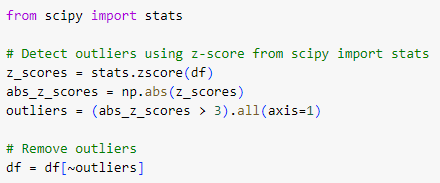 from scipy import stats
# Detect outliers using z-score from scipy import stats
z_scores = stats.zscore(df)
abs_z_scores = np.abs(z_scores)
outliers = (abs_z_scores > 3).all(axis=1)
# Remove outliers
df = df[~outliers]